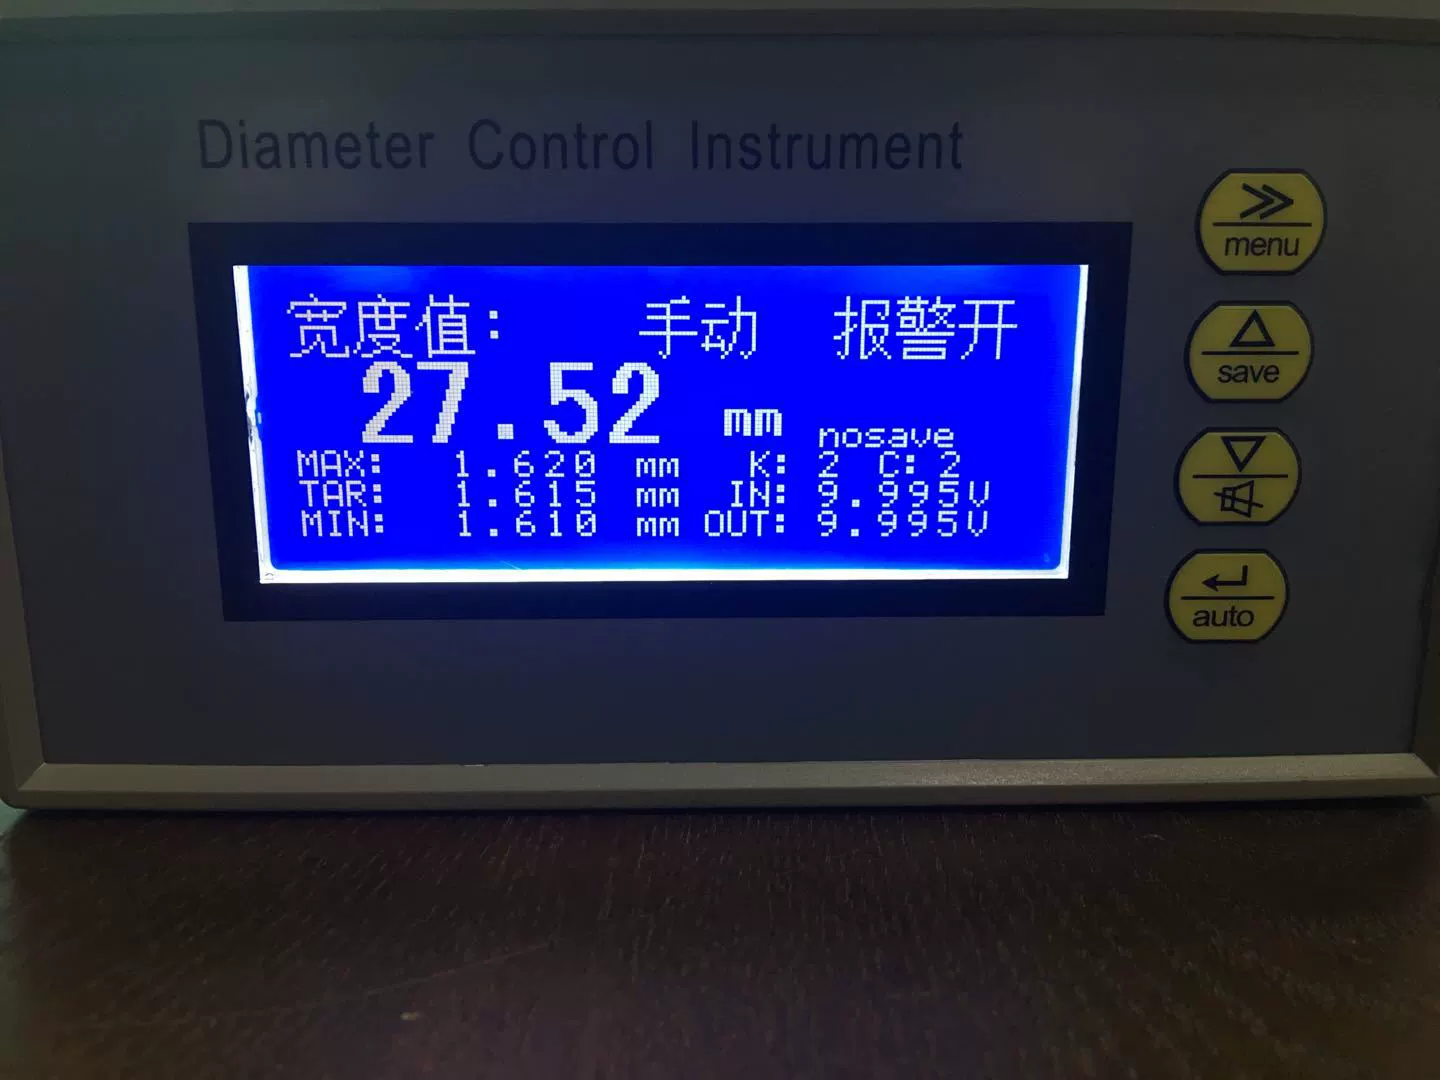 Diameter Control Instrument
宽度值: 手动 报警开
27.52 mm nosave
MAX: 1.620 mm K: 2 C: 2
TAR: 1.615 mm IN: 9.995V
MIN: 1.610 mm OUT: 9.995V
menu
save
auto